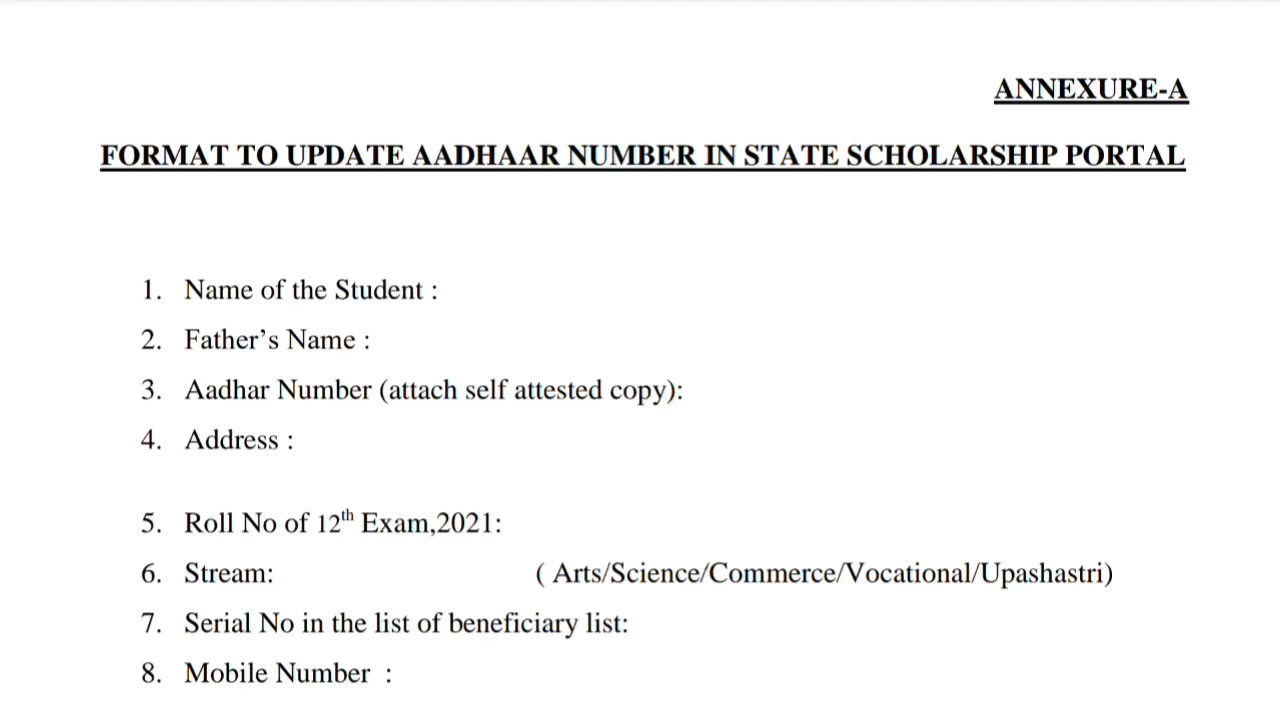 ANNEXURE-A
FORMAT TO UPDATE AADHAAR NUMBER IN STATE SCHOLARSHIP PORTAL
1. Name of the Student :
2. Father’s Name :
3. Aadhar Number (attach self attested copy):
4. Address :
5. Roll No of 12th Exam,2021:
6. Stream: ( Arts/Science/Commerce/Vocational/Upashastri)
7. Serial No in the list of beneficiary list:
8. Mobile Number :